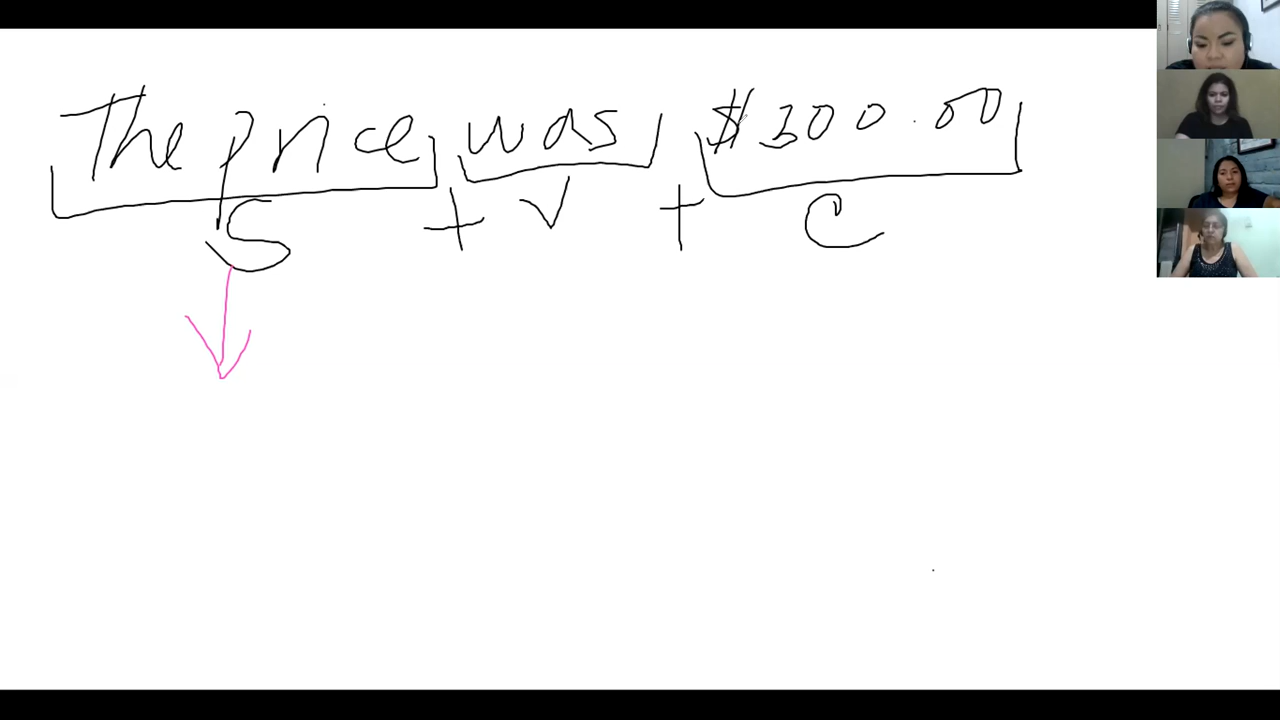 The price was $300.00
S + V + C